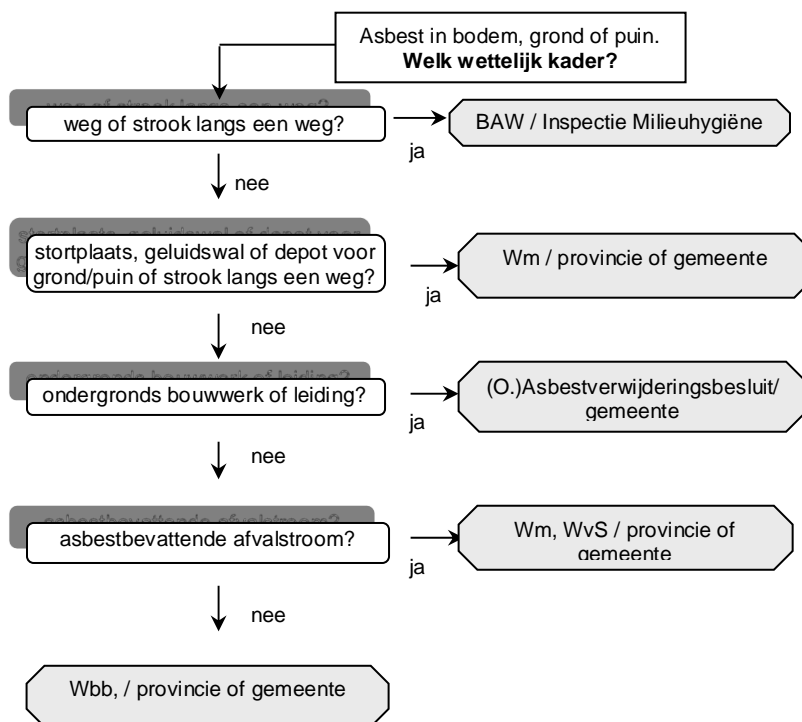 Asbest in bodem, grond of puin.
Welk wettelijk kader?
weg of strook langs een weg?
ja
BAW / Inspectie Milieuhygiëne
nee
stortplaats, geluidswal of depot voor
grond/puin of strook langs een weg?
ja
Wm / provincie of gemeente
nee
ondergronds bouwwerk of leiding?
ja
(O.)Asbestverwijderingsbesluit/
gemeente
nee
asbestbevattende afvalstroom?
ja
Wm, WvS / provincie of
gemeente
nee
Wbb, / provincie of gemeente